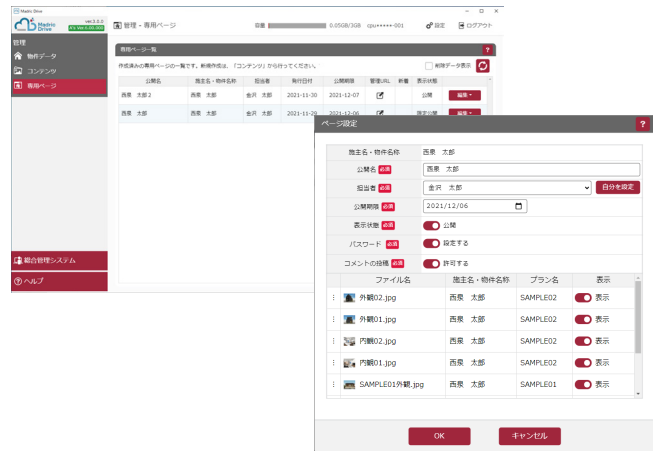 Madric Drive
Madric Drive
ver.3.0.0
管理 - 専用ページ
容量
0.05GB/3GB
cpu*****-001
設定
ログアウト
管理
物件データ
コンテンツ
専用ページ
総合管理システム
ヘルプ
専用ページ一覧
?
作成済みの専用ページの一覧です。新規作成は、「コンテンツ」から行ってください。
削除データ表示
公開名 施主名・物件名称 担当者 発行日付 公開期限 管理URL 新着 表示状態
西泉 太郎2 西泉 太郎 金沢 太郎 2021-11-30 2021-12-07 公開 編集
西泉 太郎 西泉 太郎 金沢 太郎 2021-11-29 2021-12-06 限定公開 編集
ページ設定
?
施主名・物件名称 西泉 太郎
公開名 必須 西泉 太郎
担当者 必須 金沢 太郎 自分を設定
公開期限 必須 2021/12/06
表示状態 必須 公開
パスワード 必須 設定する
コメントの投稿 必須 許可する
ファイル名 施主名・物件名称 プラン名 表示
外観02.jpg 西泉 太郎 SAMPLE02 表示
外観01.jpg 西泉 太郎 SAMPLE02 表示
内観02.jpg 西泉 太郎 SAMPLE02 表示
内観01.jpg 西泉 太郎 SAMPLE02 表示
SAMPLE01外観.jpg 西泉 太郎 SAMPLE01 表示
OK
キャンセル